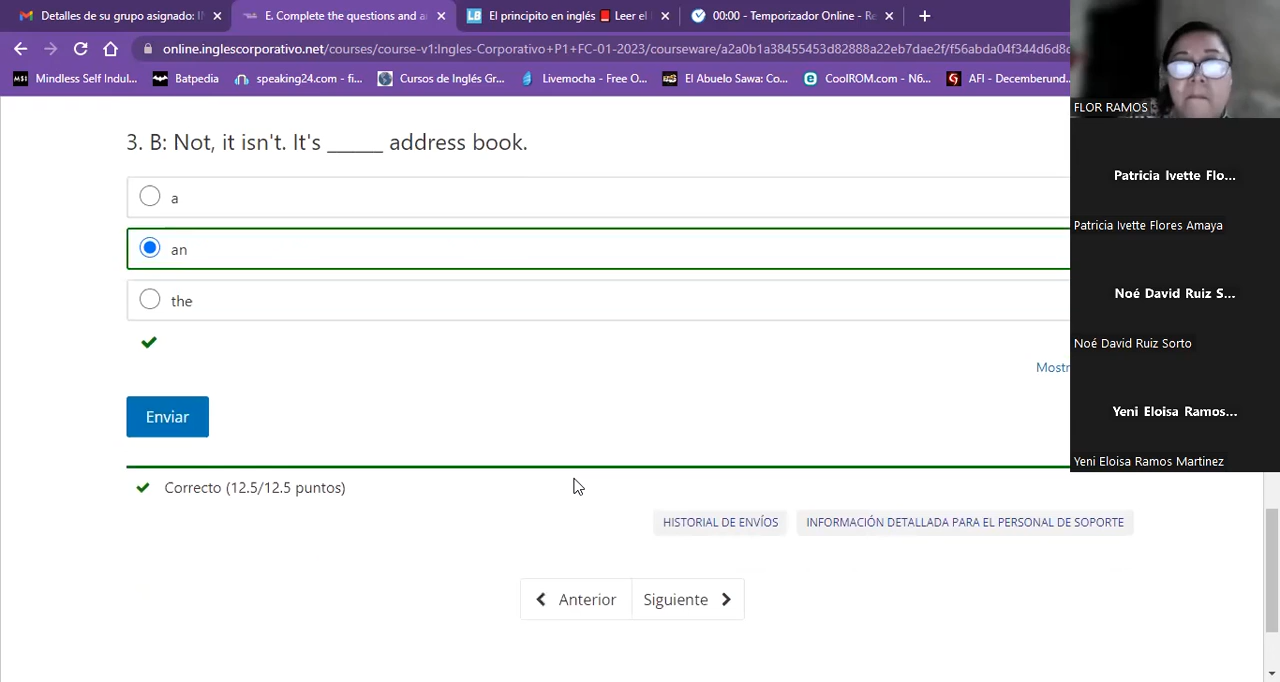 Detalles de su grupo asignado: I
E. Complete the questions and a
El principito en inglés 📕 Leer el l
00:00 - Temporizador Online - Re
online.inglescorporativo.net/courses/course-v1:Ingles-Corporativo+P1+FC-01-2023/courseware/a2a0b1a38455453d82888a22eb7dae2f/f56abda04f344d6d8d
Mindless Self Indul...
Batpedia
speaking24.com - fi...
Cursos de Inglés Gr...
Livemocha - Free O...
El Abuelo Sawa: Co...
CoolROM.com - N6...
AFI - Decemberund...
FLOR RAMOS
3. B: Not, it isn't. It's ______ address book.
a
an
the
Mostr
Enviar
Correcto (12.5/12.5 puntos)
HISTORIAL DE ENVÍOS
INFORMACIÓN DETALLADA PARA EL PERSONAL DE SOPORTE
Anterior
Siguiente
Patricia Ivette Flo...
Patricia Ivette Flores Amaya
Noé David Ruiz S...
Noé David Ruiz Sorto
Yeni Eloisa Ramos...
Yeni Eloisa Ramos Martinez